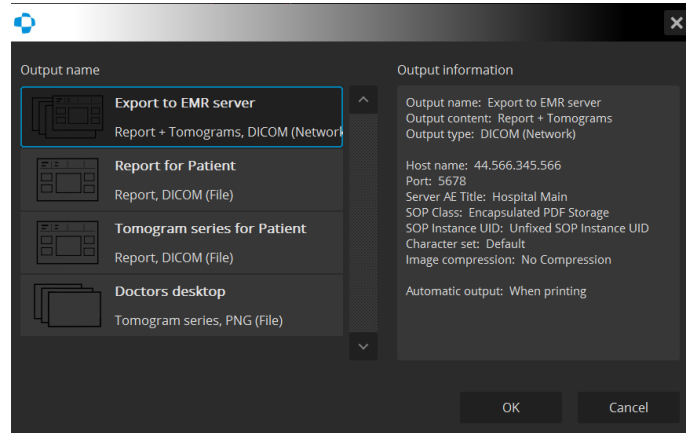 Output name
Export to EMR server
Report + Tomograms, DICOM (Network
Report for Patient
Report, DICOM (File)
Tomogram series for Patient
Report, DICOM (File)
Doctors desktop
Tomogram series, PNG (File)
Output information
Output name: Export to EMR server
Output content: Report + Tomograms
Output type: DICOM (Network)
Host name: 44.566.345.566
Port: 5678
Server AE Title: Hospital Main
SOP Class: Encapsulated PDF Storage
SOP Instance UID: Unfixed SOP Instance UID
Character set: Default
Image compression: No Compression
Automatic output: When printing
OK
Cancel